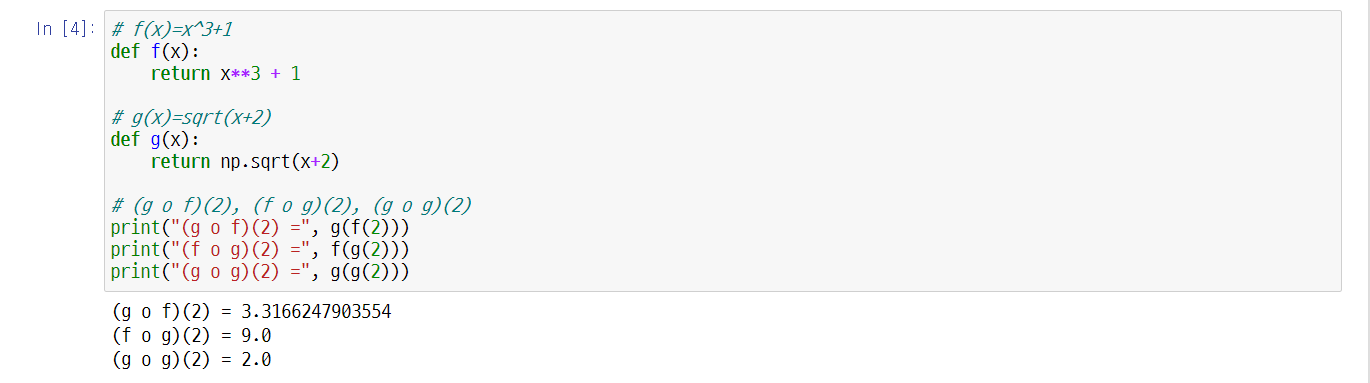 In [4]:
# f(x)=x^3+1
def f(x):
    return x**3 + 1
# g(x)=sqrt(x+2)
def g(x):
    return np.sqrt(x+2)
# (g o f)(2), (f o g)(2), (g o g)(2)
print("(g o f)(2) =", g(f(2)))
print("(f o g)(2) =", f(g(2)))
print("(g o g)(2) =", g(g(2)))
(g o f)(2) = 3.3166247903554
(f o g)(2) = 9.0
(g o g)(2) = 2.0